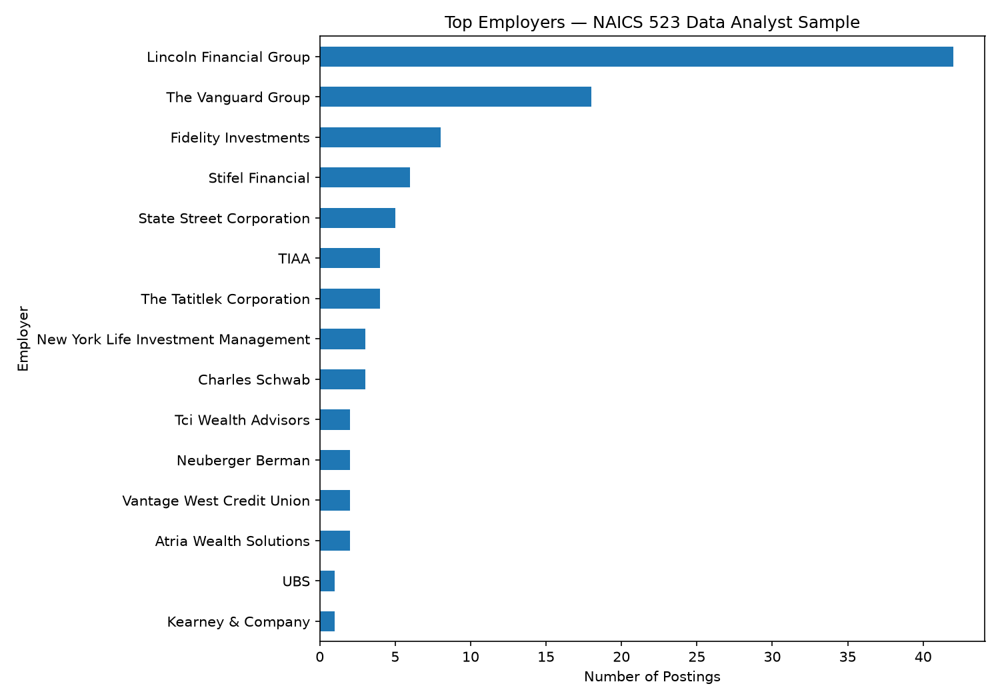 Top Employers — NAICS 523 Data Analyst Sample
Employer
Lincoln Financial Group
The Vanguard Group
Fidelity Investments
Stifel Financial
State Street Corporation
TIAA
The Tatitlek Corporation
New York Life Investment Management
Charles Schwab
Tci Wealth Advisors
Neuberger Berman
Vantage West Credit Union
Atria Wealth Solutions
UBS
Kearney & Company
0 5 10 15 20 25 30 35 40
Number of Postings